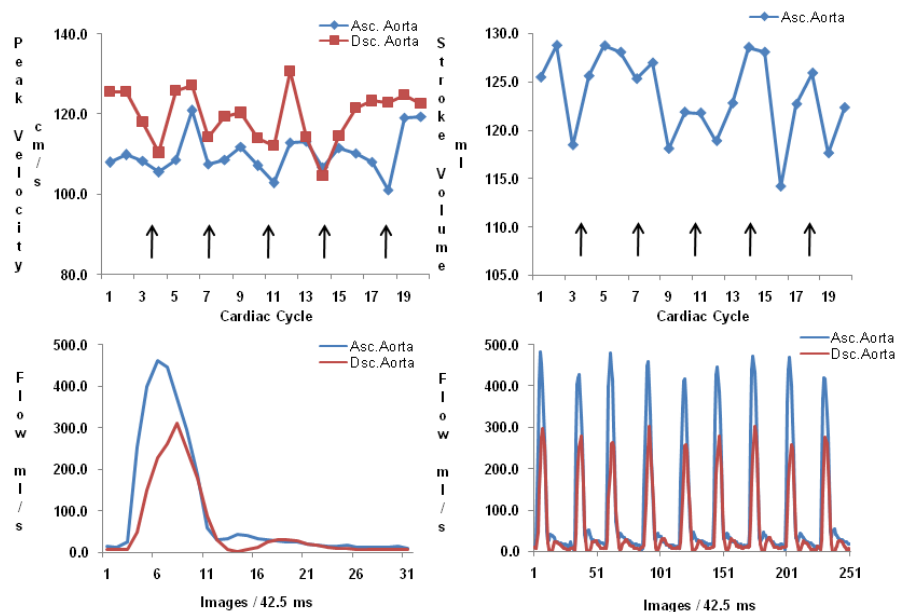 Asc.Aorta
Dsc.Aorta
Peak Velocity
cm/s
140.0
120.0
100.0
80.0
1 3 5 7 9 11 13 15 17 19
Cardiac Cycle
Asc.Aorta
Stroke Volume
ml
130.0
125.0
120.0
115.0
110.0
105.0
1 3 5 7 9 11 13 15 17 19
Cardiac Cycle
Asc.Aorta
Dsc.Aorta
Flow ml/s
500.0
400.0
300.0
200.0
100.0
0.0
1 6 11 16 21 26 31
Images / 42.5 ms
Asc.Aorta
Dsc.Aorta
Flow ml/s
500.0
400.0
300.0
200.0
100.0
0.0
1 51 101 151 201 251
Images / 42.5 ms